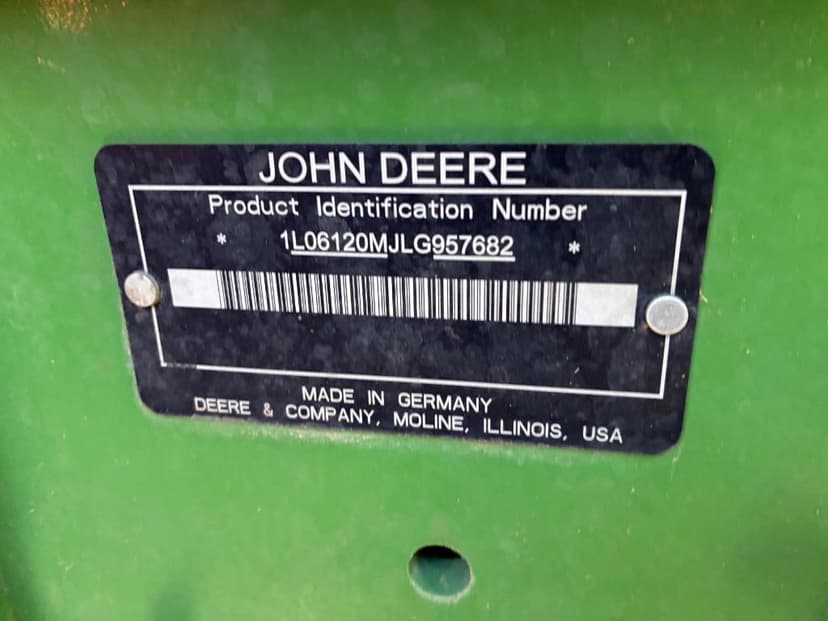 JOHN DEERE
Product Identification Number
* 1L06120MJLG957682 *
MADE IN GERMANY
DEERE & COMPANY, MOLINE, ILLINOIS, USA